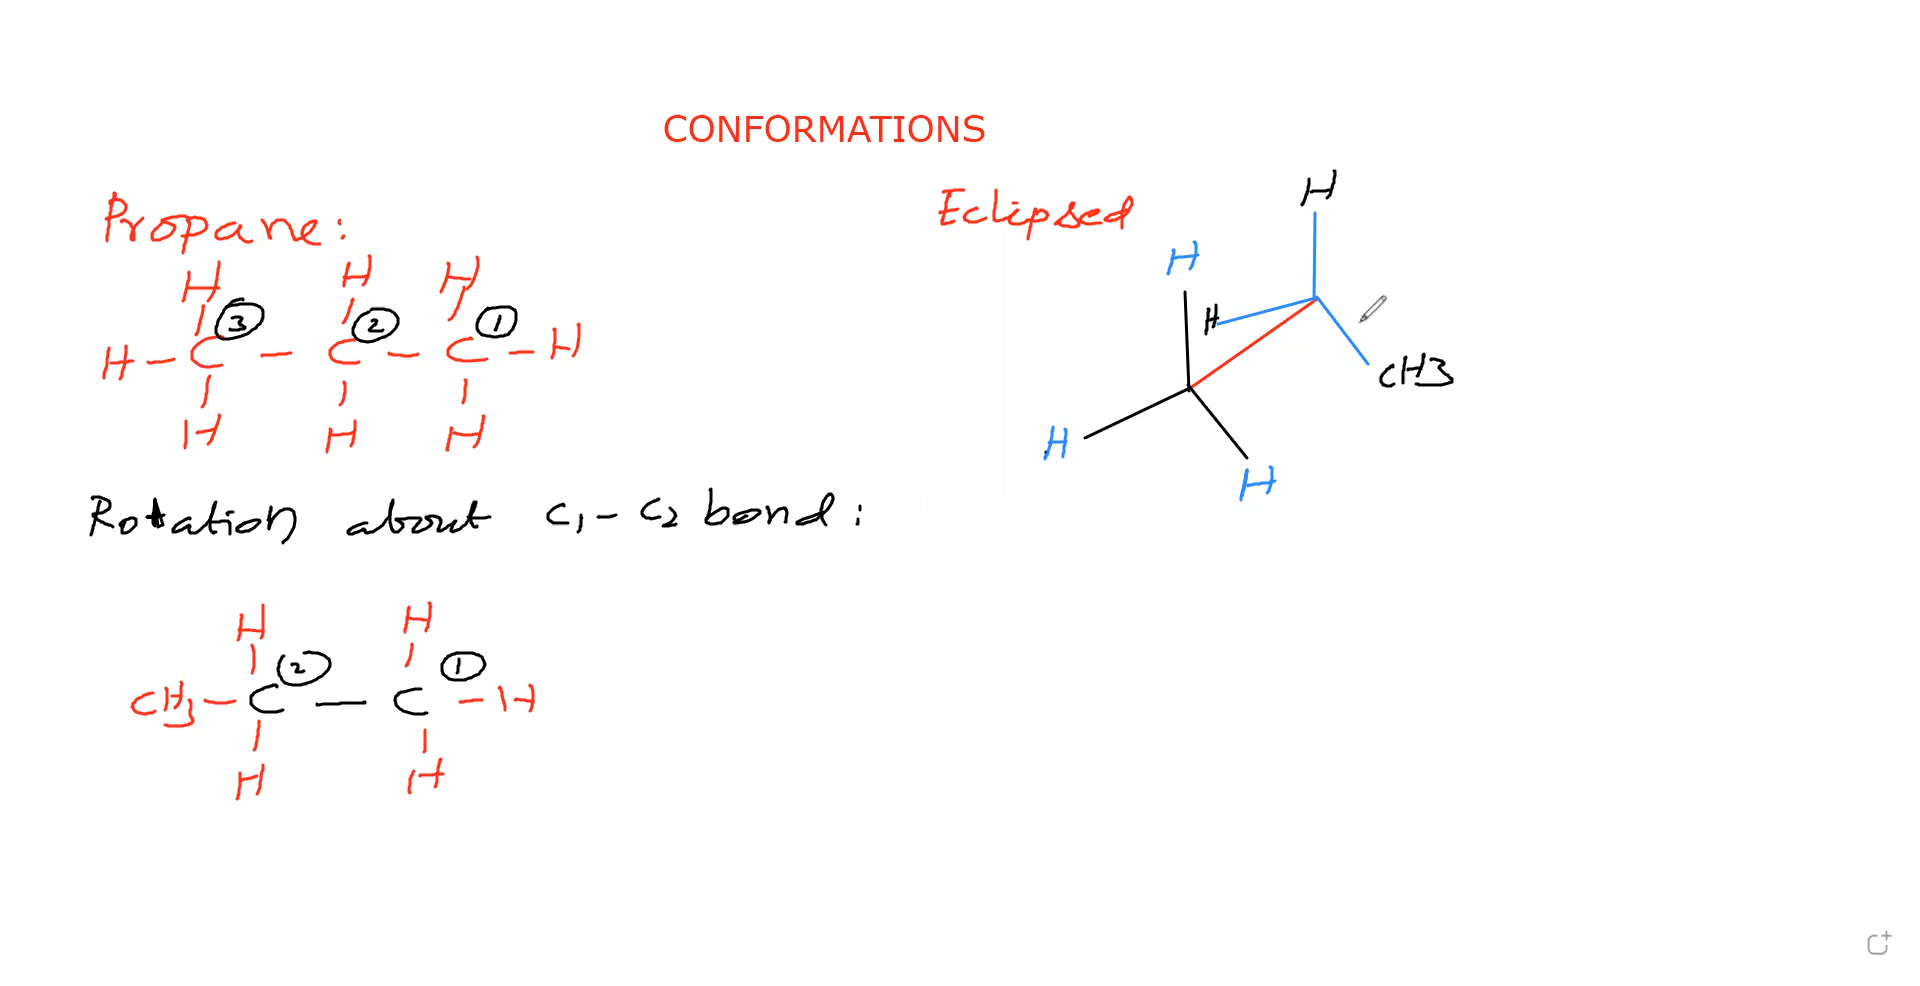 CONFORMATIONS
Propane:
H H H
③ ② ①
H - C - C - C - H
H H H
Rotation about C₁ - C₂ bond:
H H
② ①
CH₃ - C - C - H
H H
Eclipsed
H
H
H
CH3
H
H